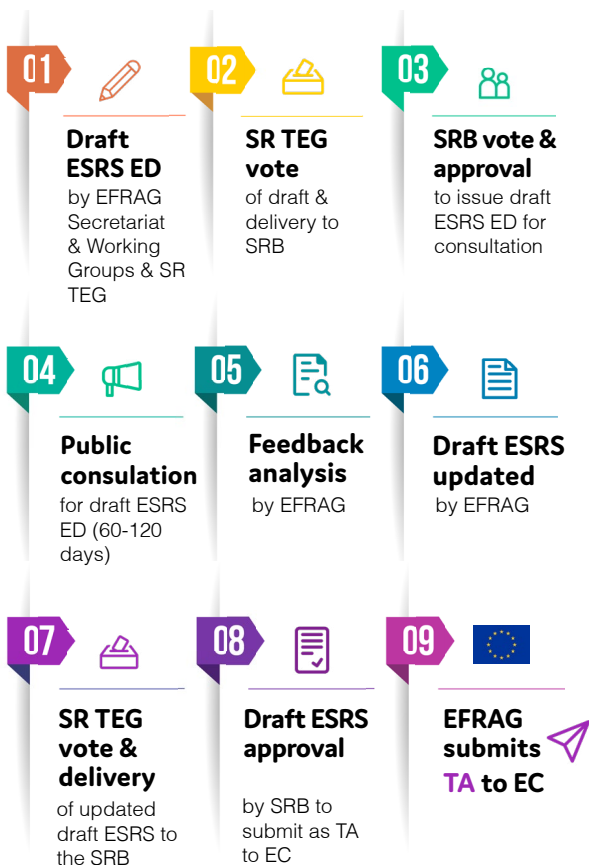 01
Draft
ESRS ED
by EFRAG
Secretariat
& Working
Groups & SR
TEG
02
SR TEG
vote
of draft &
delivery to
SRB
03
SRB vote &
approval
to issue draft
ESRS ED for
consultation
04
Public
consulation
for draft ESRS
ED (60-120
days)
05
Feedback
analysis
by EFRAG
06
Draft ESRS
updated
by EFRAG
07
SR TEG
vote &
delivery
of updated
draft ESRS to
the SRB
08
Draft ESRS
approval
by SRB to
submit as TA
to EC
09
EFRAG
submits
TA to EC